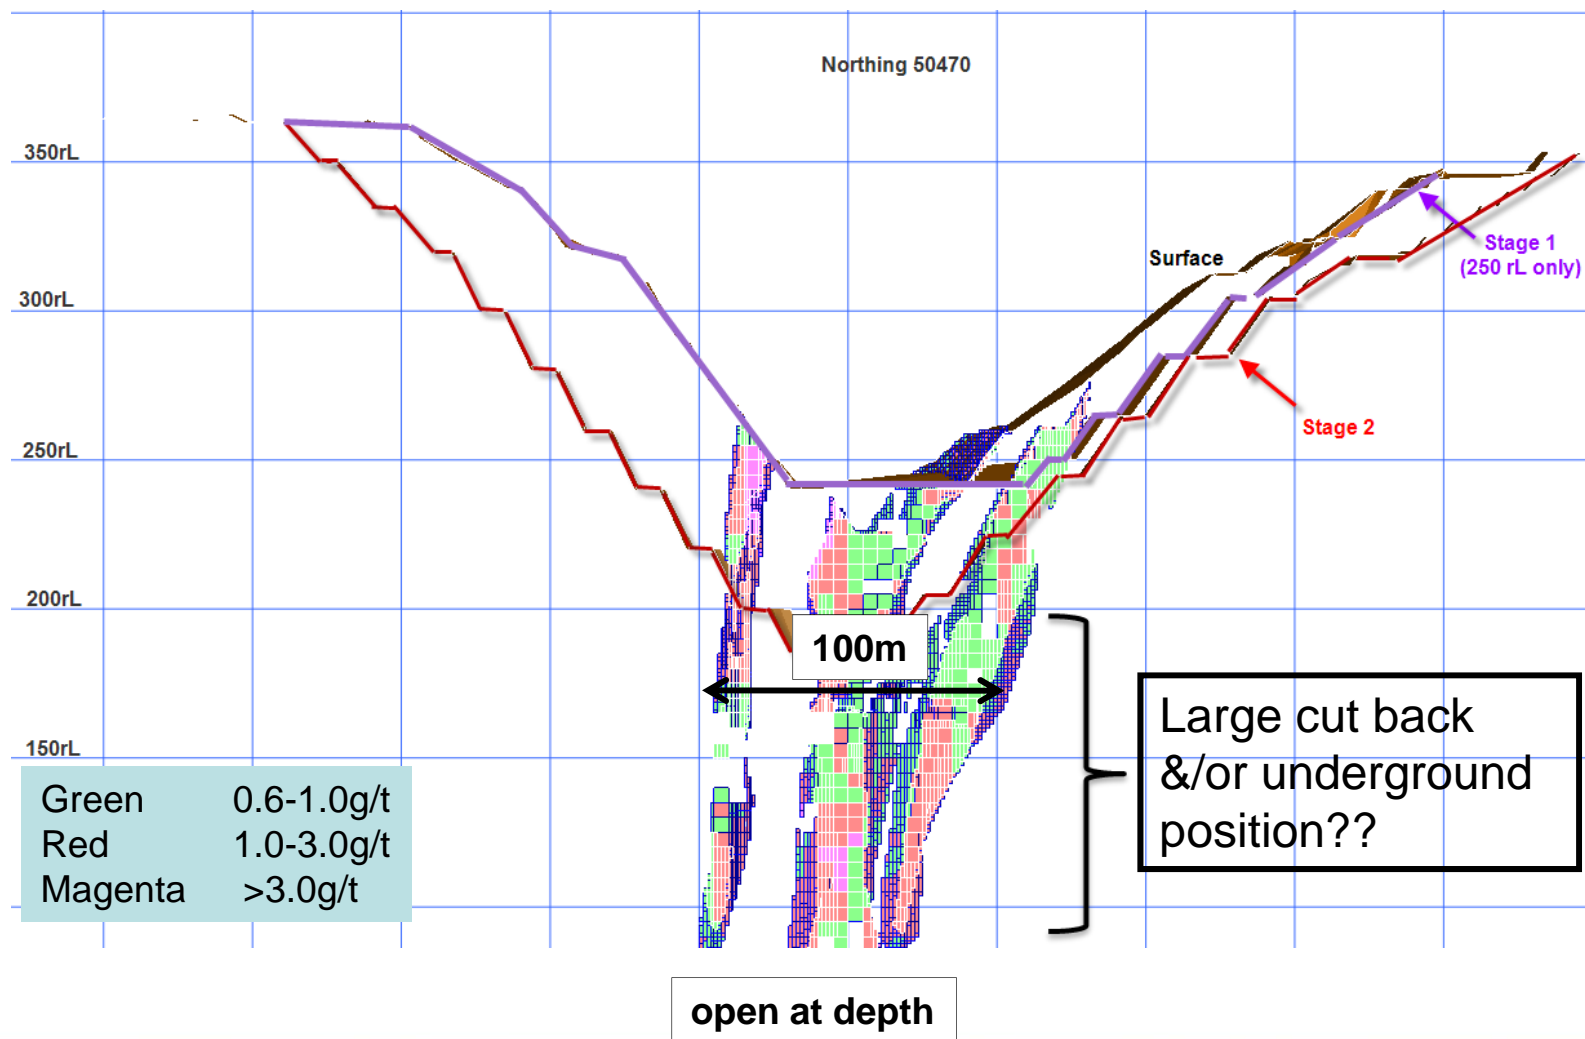 Northing 50470
350rL
Surface
Stage 1
(250 rL only)
300rL
Stage 2
250rL
200rL
100m
150rL
Large cut back
&/or underground
position??
Green 0.6-1.0g/t
Red 1.0-3.0g/t
Magenta >3.0g/t
open at depth